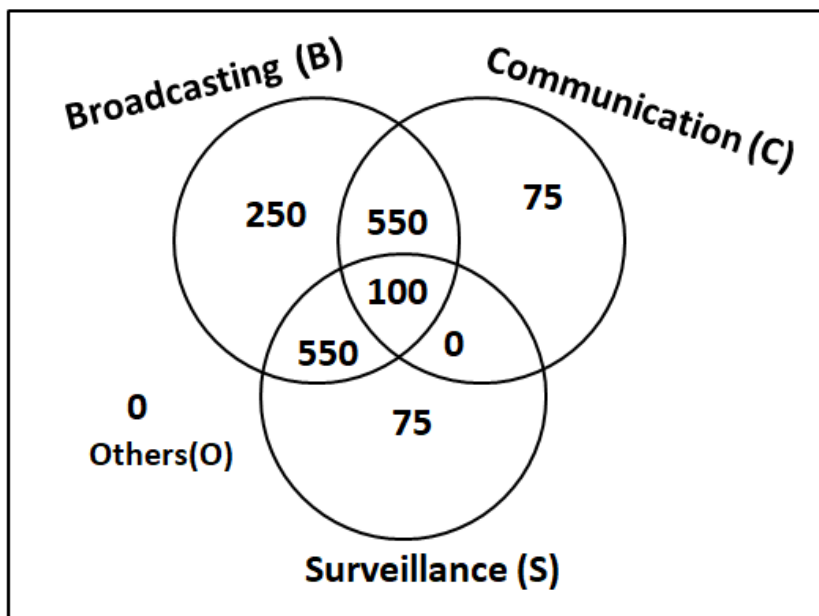 Broadcasting (B)
Communication (C)
250
550
75
100
550
0
0
Others(O)
75
Surveillance (S)